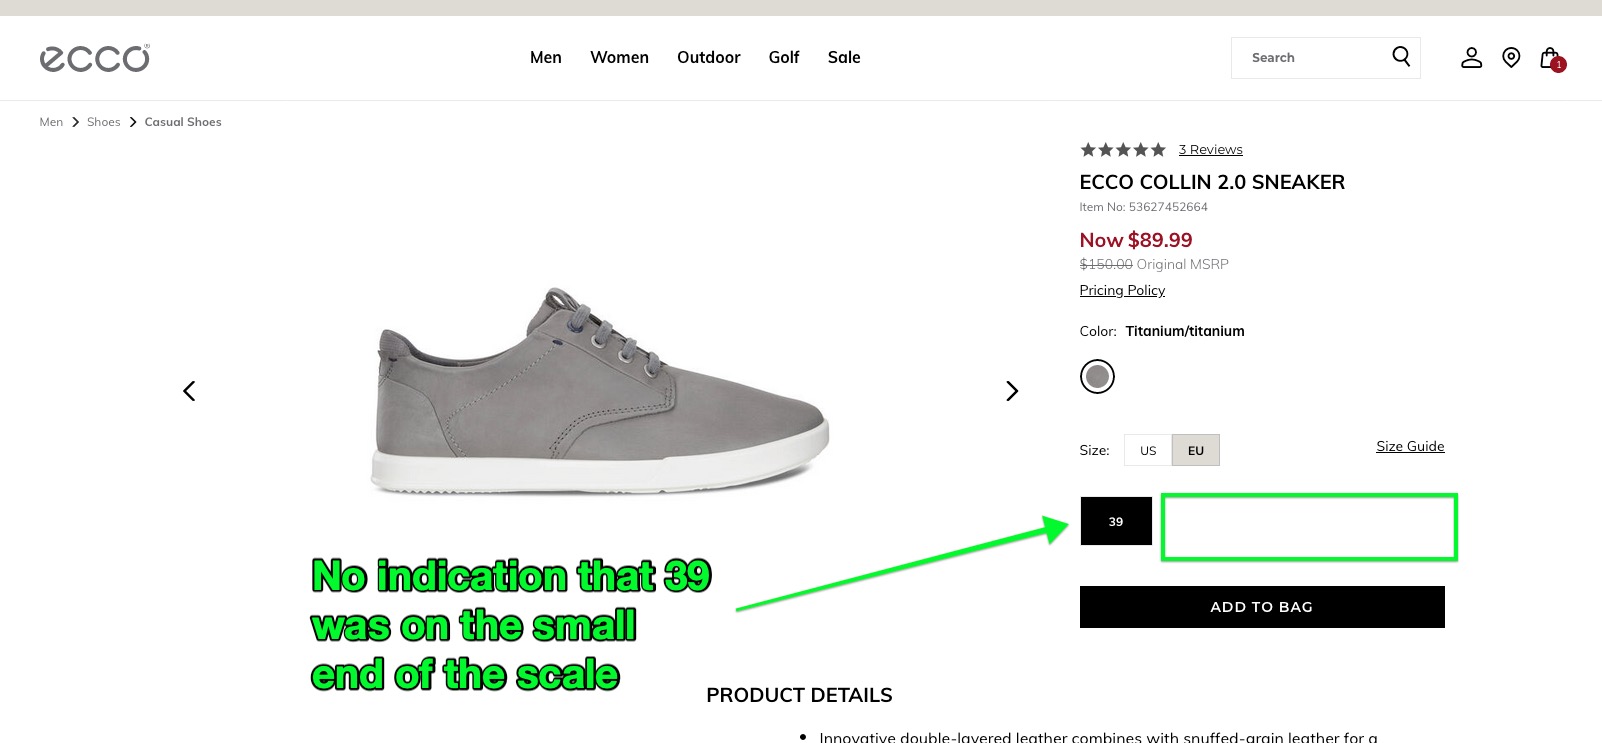 ecco®
Men Women Outdoor Golf Sale
Search
1
Men > Shoes > Casual Shoes
3 Reviews
ECCO COLLIN 2.0 SNEAKER
Item No: 53627452664
Now $89.99
$150.00 Original MSRP
Pricing Policy
Color: Titanium/titanium
Size: US EU Size Guide
39
ADD TO BAG
No indication that 39
was on the small
end of the scale
PRODUCT DETAILS
• Innovative double-layered leather combines with snuffed-grain leather for a